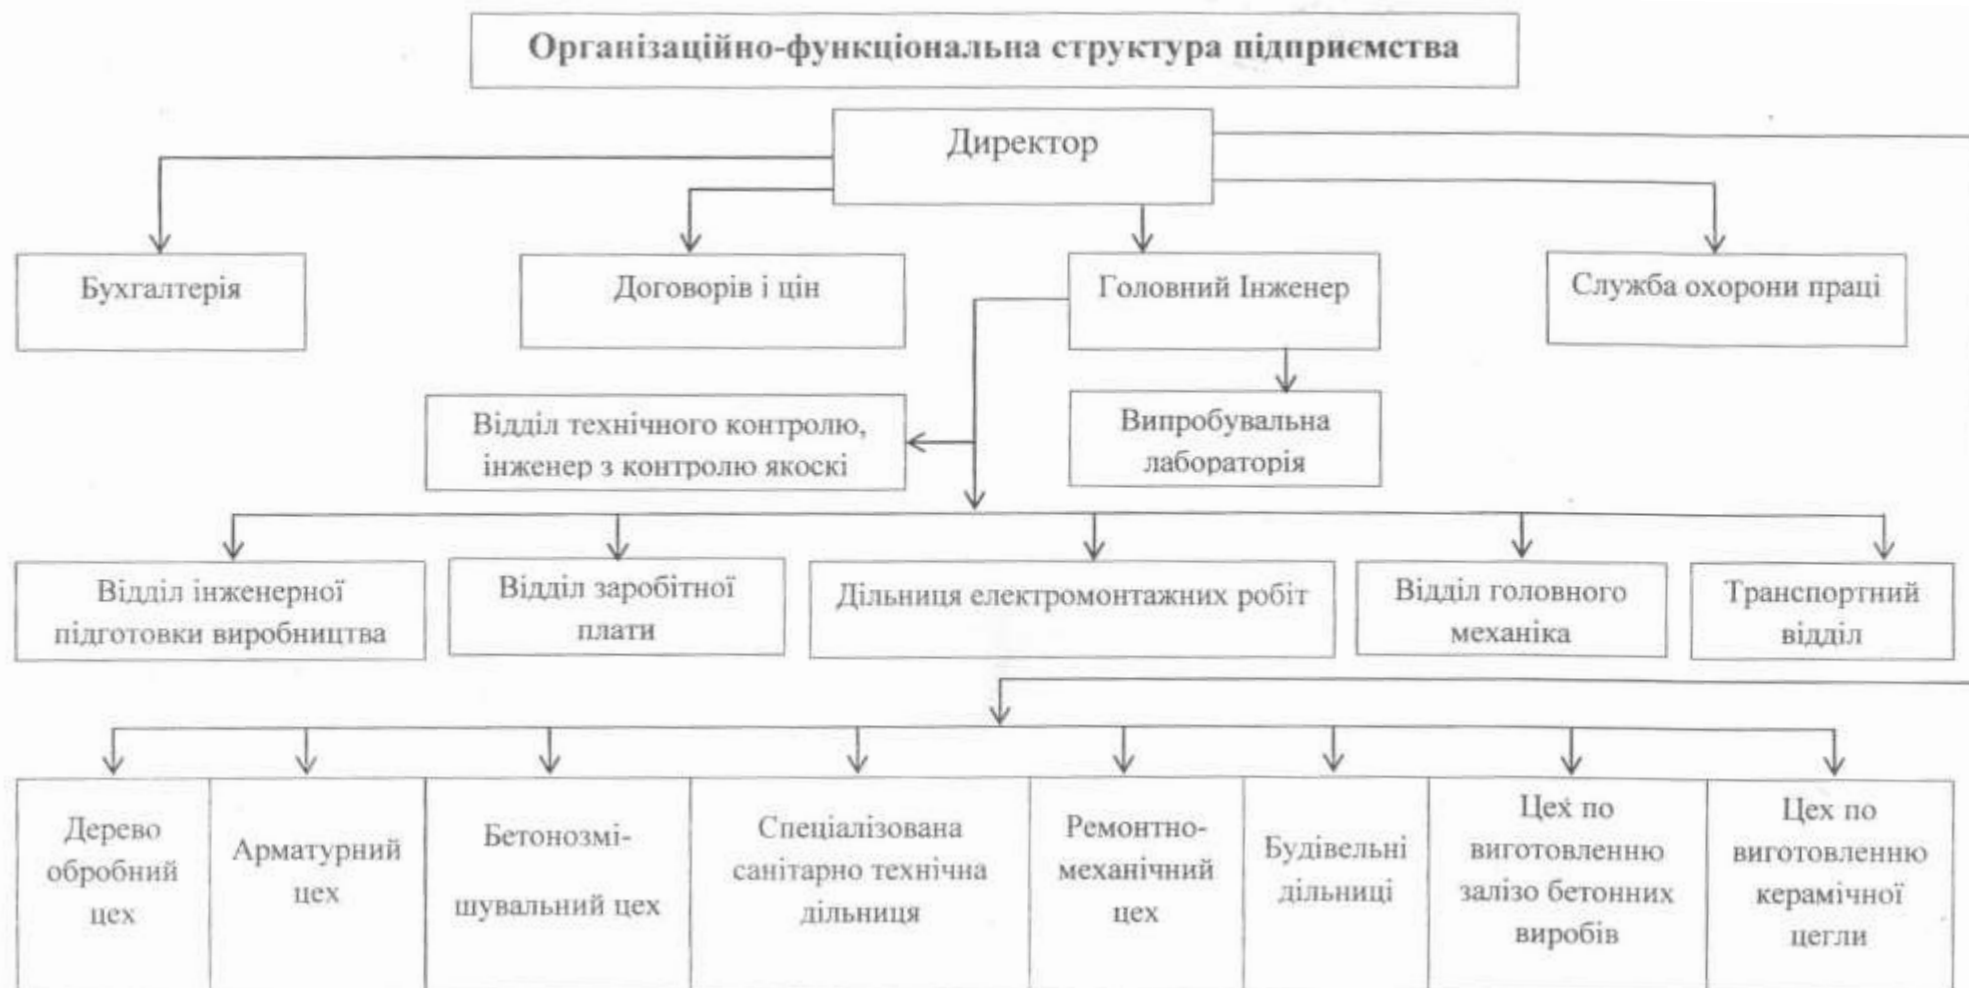 Організаційно-функціональна структура підприємства
Директор
Бухгалтерія
Договорів і цін
Головний Інженер
Служба охорони праці
Відділ технічного контролю,
інженер з контролю якоскі
Випробувальна
лабораторія
Відділ інженерної
підготовки виробництва
Відділ заробітної
плати
Дільниця електромонтажних робіт
Відділ головного
механіка
Транспортний
відділ
Дерево
обробний
цех
Арматурний
цех
Бетонозмі-
шувальний цех
Спеціалізована
санітарно технічна
дільниця
Ремонтно-
механічний
цех
Будівельні
дільниці
Цех по
виготовленню
залізо бетонних
виробів
Цех по
виготовленню
керамічної
цегли